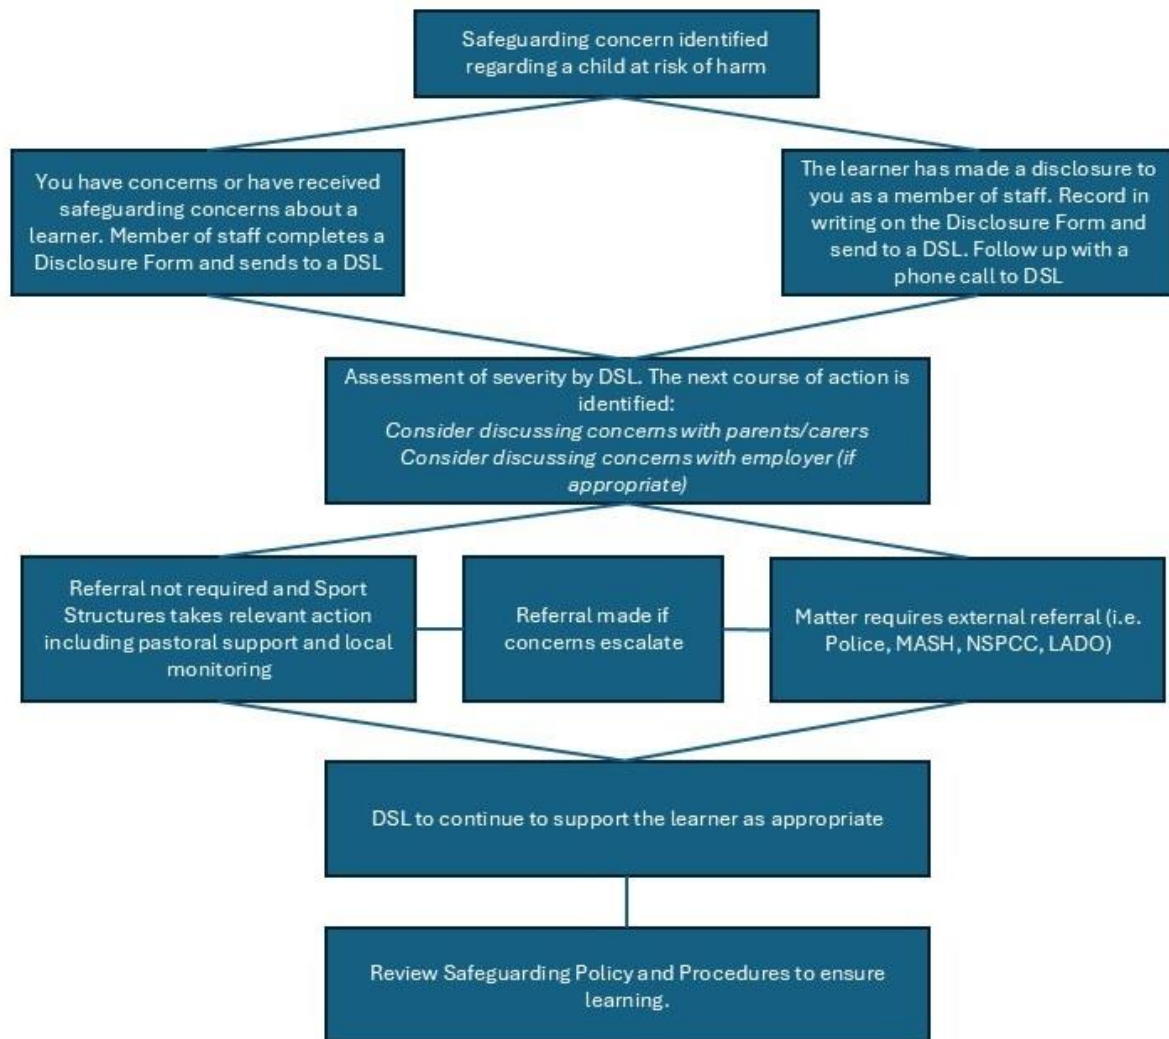 Safeguarding concern identified
regarding a child at risk of harm
You have concerns or have received
safeguarding concerns about a
learner. Member of staff completes a
Disclosure Form and sends to a DSL
The learner has made a disclosure to
you as a member of staff. Record in
writing on the Disclosure Form and
send to a DSL. Follow up with a
phone call to DSL
Assessment of severity by DSL. The next course of action is
identified:
Consider discussing concerns with parents/carers
Consider discussing concerns with employer (if
appropriate)
Referral not required and Sport
Structures takes relevant action
including pastoral support and local
monitoring
Referral made if
concerns escalate
Matter requires external referral (i.e.
Police, MASH, NSPCC, LADO)
DSL to continue to support the learner as appropriate
Review Safeguarding Policy and Procedures to ensure
learning.